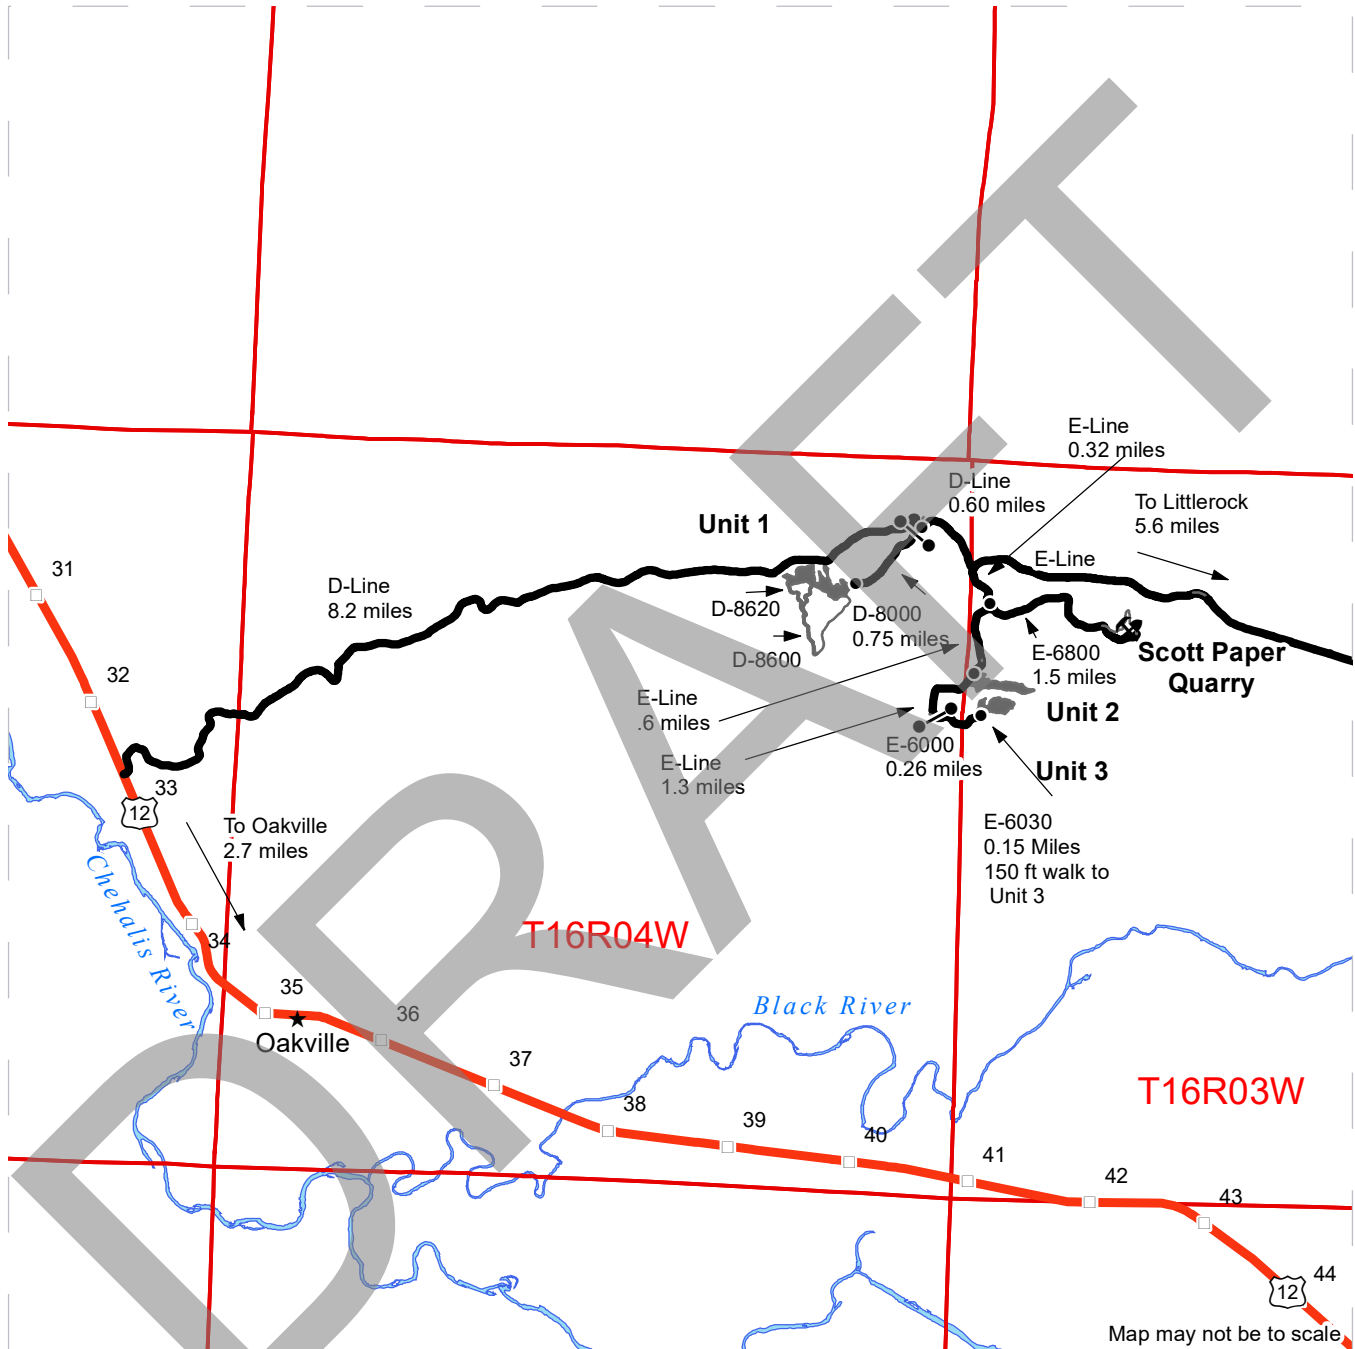 E-Line
0.32 miles
D-Line
0.60 miles
To Littlerock
5.6 miles
Unit 1
E-Line
31
D-Line
8.2 miles
D-8620
D-8000
0.75 miles
D-8600
E-6800
1.5 miles
Scott Paper
Quarry
32
E-Line
.6 miles
Unit 2
E-6000
0.26 miles
E-Line
1.3 miles
Unit 3
33
12
To Oakville
2.7 miles
E-6030
0.15 Miles
150 ft walk to
Unit 3
Chehalis River
34
T16R04W
35
Oakville
36
Black River
37
38
39
40
41
T16R03W
42
43
44
12
Map may not be to scale
DRAFT